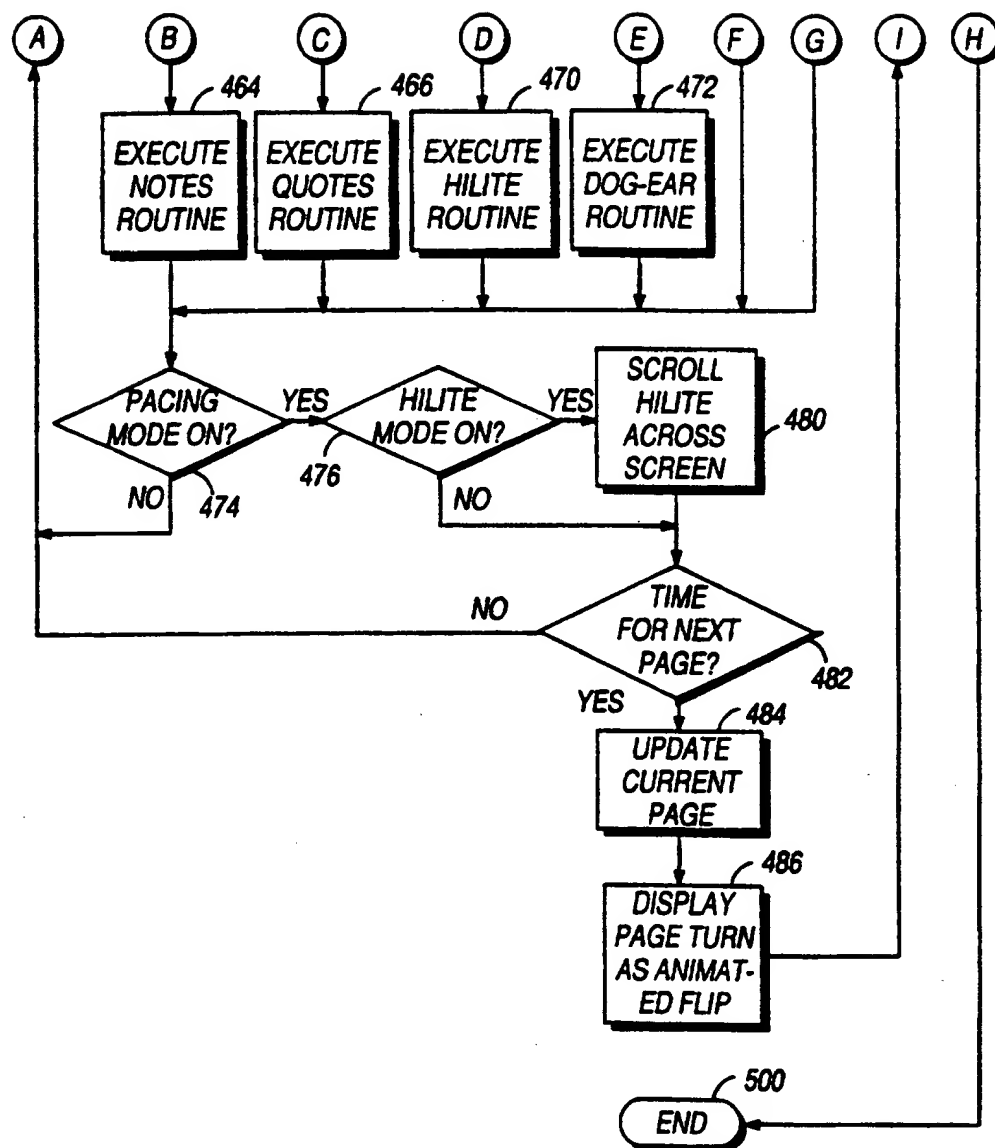 A B C D E F G I H
464 466 470 472
EXECUTE
NOTES
ROUTINE
EXECUTE
QUOTES
ROUTINE
EXECUTE
HILITE
ROUTINE
EXECUTE
DOG-EAR
ROUTINE
PACING
MODE ON?
474
YES
NO
HILITE
MODE ON?
476
YES
NO
SCROLL
HILITE
ACROSS
SCREEN
480
TIME
FOR NEXT
PAGE?
482
NO
YES
484
UPDATE
CURRENT
PAGE
486
DISPLAY
PAGE TURN
AS ANIMAT-
ED FLIP
500
END